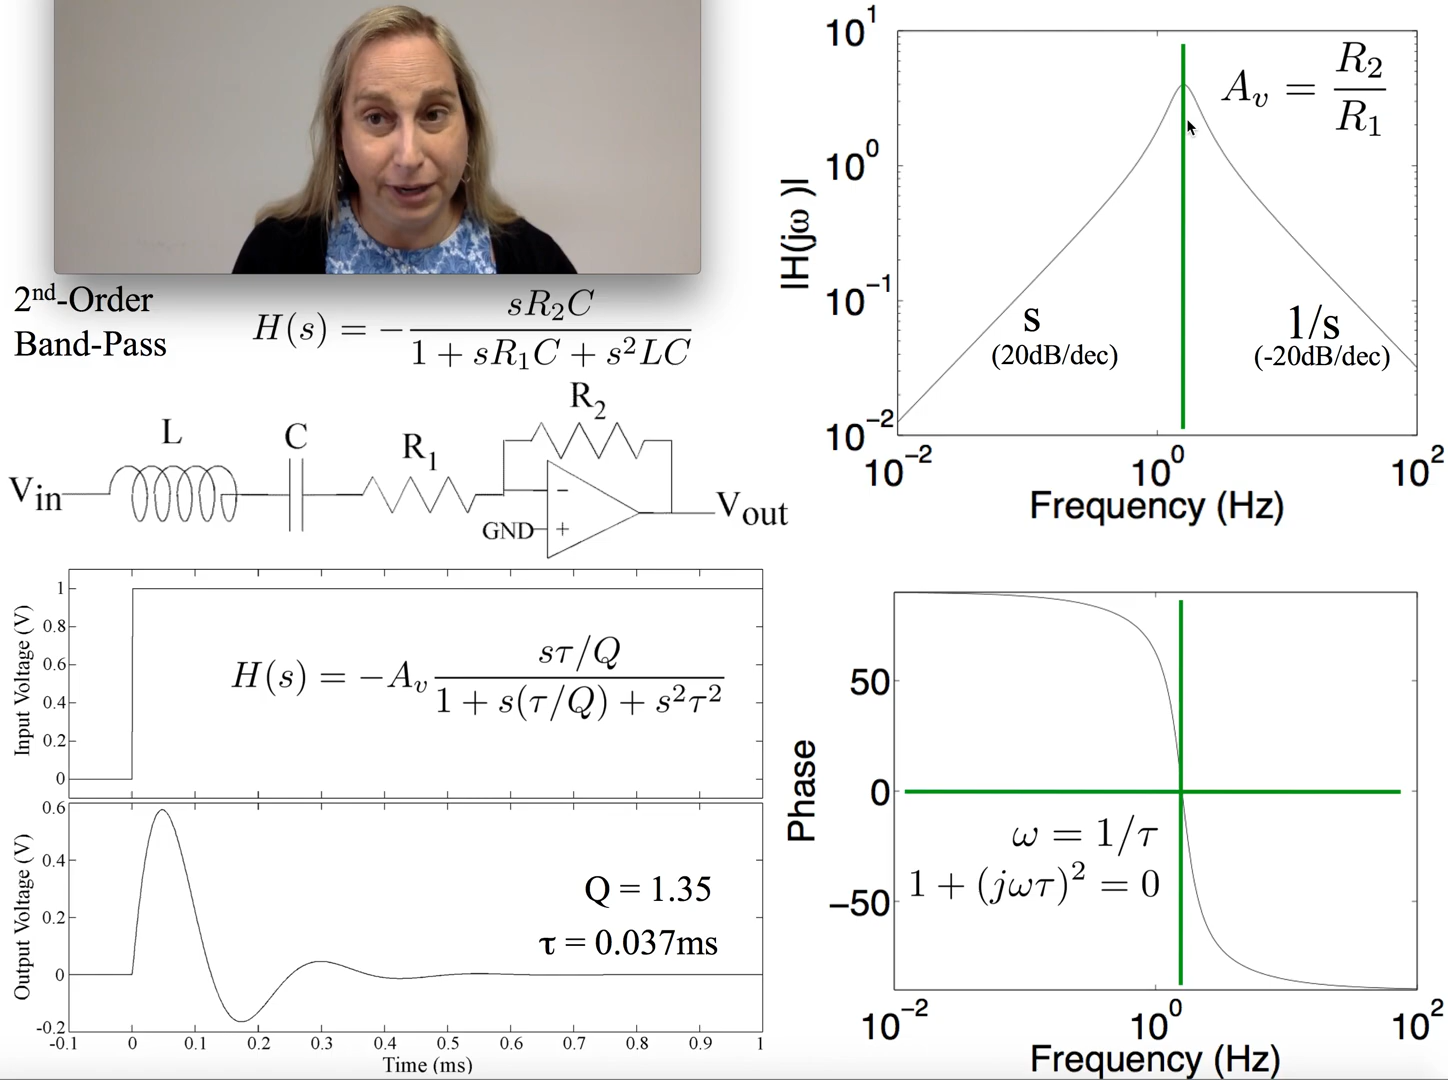 2nd-Order
Band-Pass
H(s) = − sR₂C / 1 + sR₁C + s²LC
Vin
L
C
R₁
R₂
−
GND
+
Vout
Input Voltage (V)
1
0.8
0.6
0.4
0.2
0
H(s) = −Aᵥ sτ/Q / 1 + s(τ/Q) + s²τ²
Output Voltage (V)
0.6
0.4
0.2
0
-0.2
Q = 1.35
τ = 0.037ms
-0.1 0 0.1 0.2 0.3 0.4 0.5 0.6 0.7 0.8 0.9 1
Time (ms)
|H(jω)|
10¹
10⁰
10⁻¹
10⁻²
Aᵥ = R₂ / R₁
s
(20dB/dec)
1/s
(-20dB/dec)
10⁻² 10⁰ 10²
Frequency (Hz)
Phase
50
0
−50
ω = 1/τ
1 + (jωτ)² = 0
10⁻² 10⁰ 10²
Frequency (Hz)